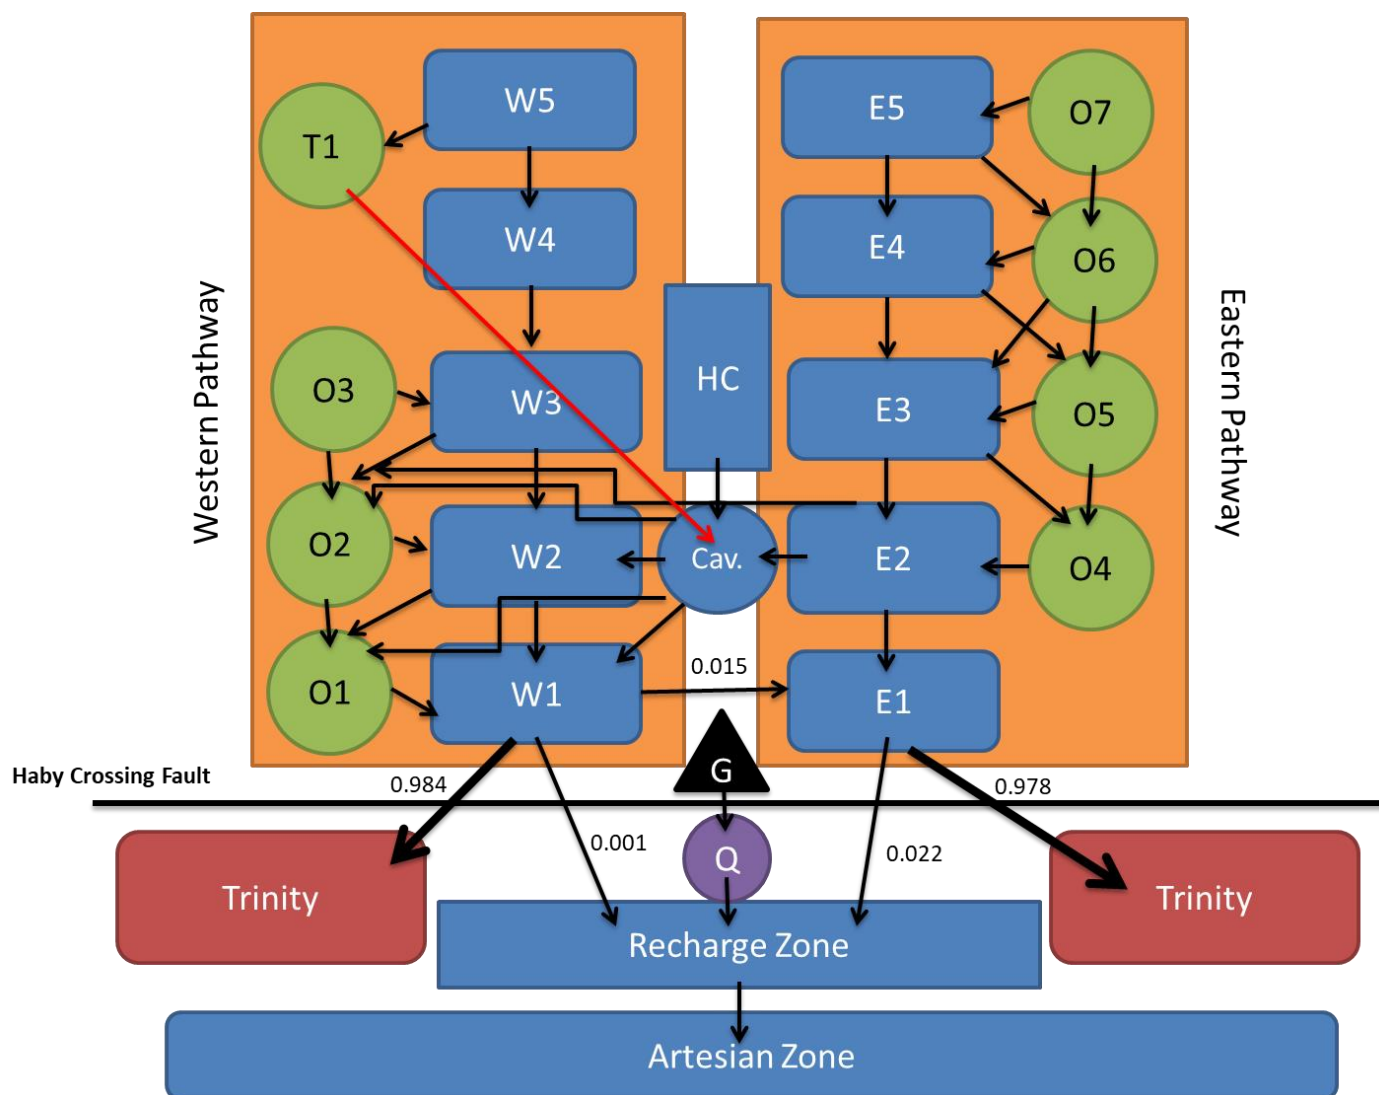 W5
E5
O7
T1
W4
E4
O6
Western Pathway
Eastern Pathway
O3
W3
HC
E3
O5
O2
W2
Cav.
E2
O4
O1
W1
0.015
E1
Haby Crossing Fault
0.984
G
0.978
0.001
Q
0.022
Trinity
Trinity
Recharge Zone
Artesian Zone